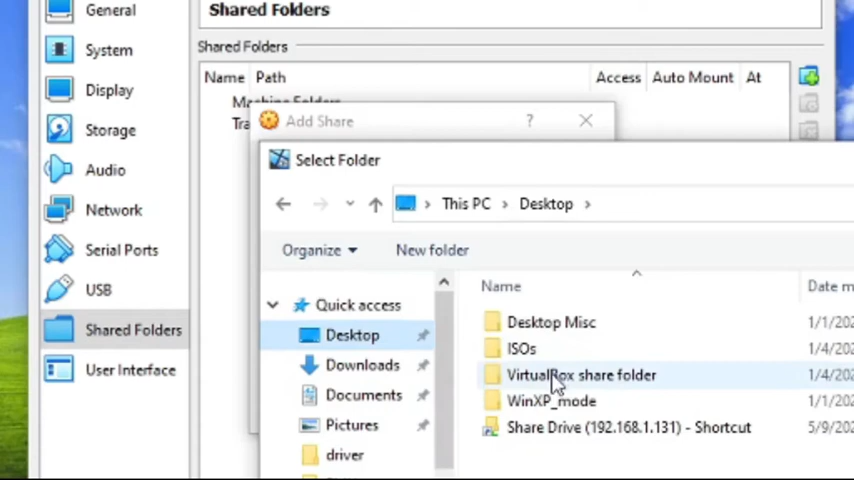 General
Shared Folders
System
Shared Folders
Name Path Access Auto Mount At
Display
Machine Folders
Tra
Add Share ? ×
Storage
Select Folder
Audio
This PC > Desktop >
Network
Organize New folder
Serial Ports
Name Date m
USB
Quick access
Desktop Misc 1/1/202
Shared Folders
Desktop
ISOs 1/4/202
User Interface
Downloads
VirtualBox share folder 1/4/202
Documents
WinXP_mode 1/1/202
Pictures
Share Drive (192.168.1.131) - Shortcut 5/9/202
driver